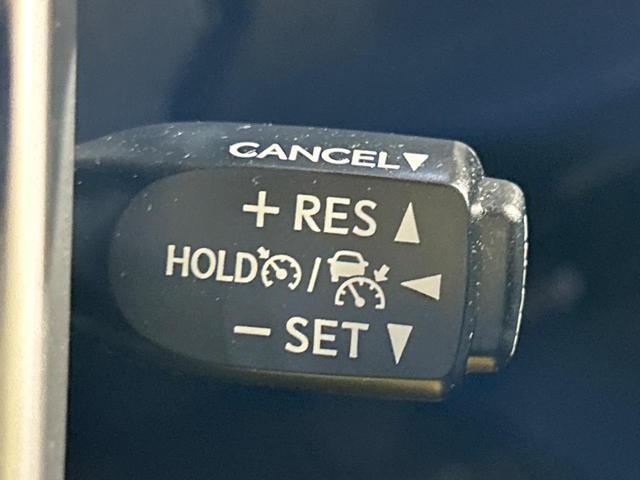 CANCEL▼
+ RES ▲
HOLD / ◀
− SET ▼